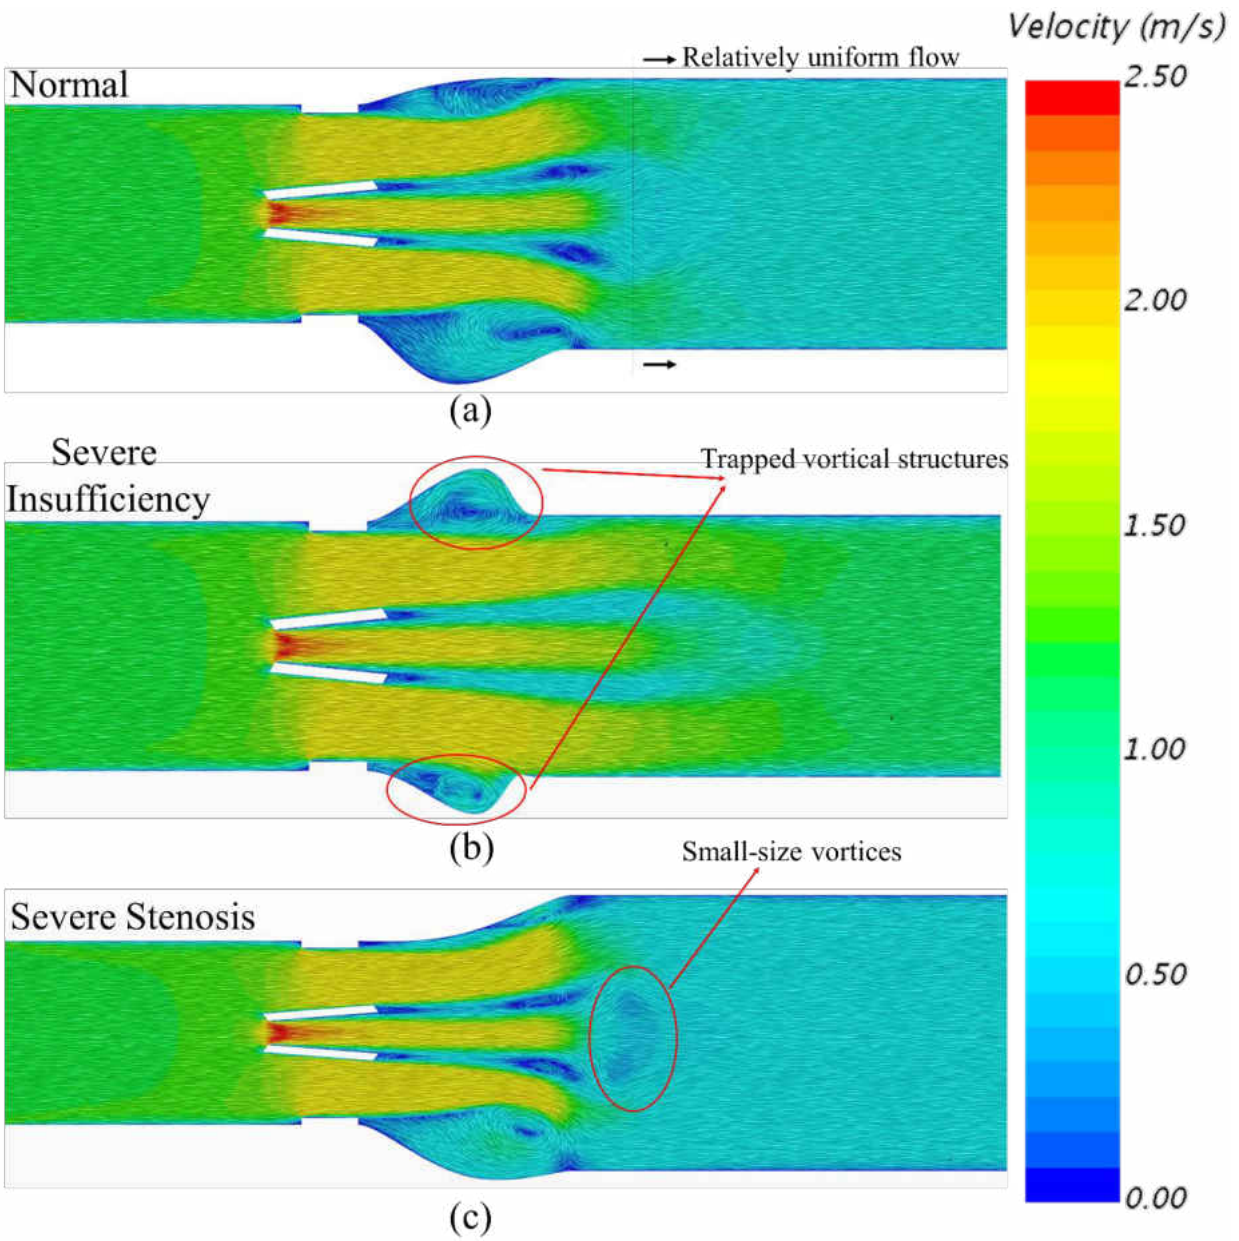 Velocity (m/s)
Relatively uniform flow
Normal
(a)
Severe
Insufficiency
Trapped vortical structures
(b)
Small-size vortices
Severe Stenosis
(c)
2.50
2.00
1.50
1.00
0.50
0.00